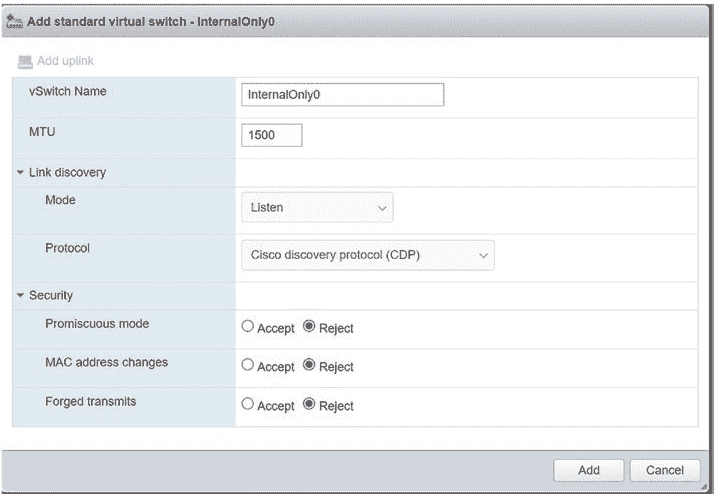 Add standard virtual switch - InternalOnly0
Add uplink
vSwitch Name InternalOnly0
MTU 1500
Link discovery
Mode Listen
Protocol Cisco discovery protocol (CDP)
Security
Promiscuous mode Accept Reject
MAC address changes Accept Reject
Forged transmits Accept Reject
Add Cancel